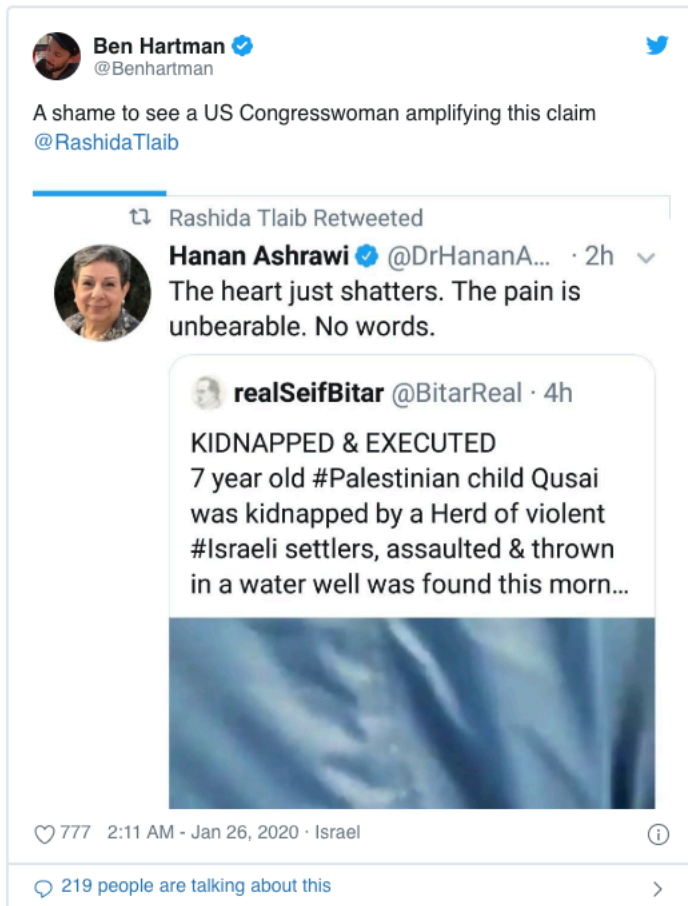 Ben Hartman
@Benhartman
A shame to see a US Congresswoman amplifying this claim
@RashidaTlaib
Rashida Tlaib Retweeted
Hanan Ashrawi @DrHananA... · 2h
The heart just shatters. The pain is
unbearable. No words.
realSeifBitar @BitarReal · 4h
KIDNAPPED & EXECUTED
7 year old #Palestinian child Qusai
was kidnapped by a Herd of violent
#Israeli settlers, assaulted & thrown
in a water well was found this morn...
777 2:11 AM - Jan 26, 2020 · Israel
219 people are talking about this